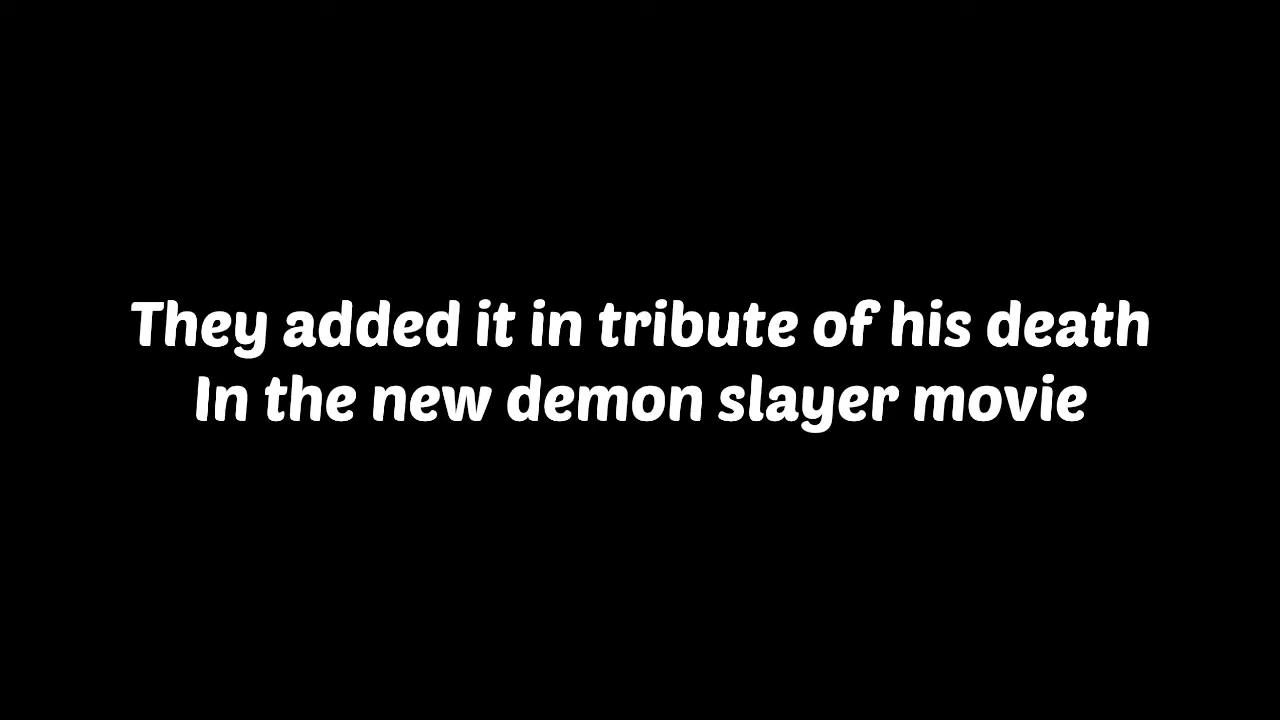 They added it in tribute of his death
In the new demon slayer movie